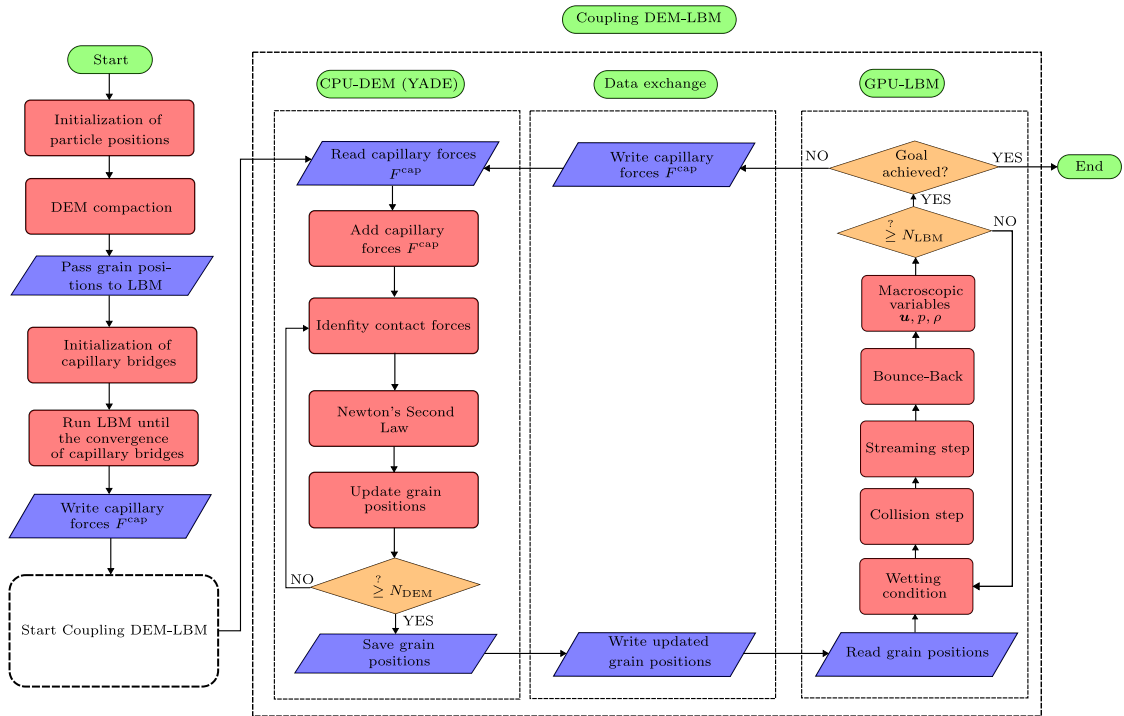 Coupling DEM-LBM
Start
Initialization of
particle positions
DEM compaction
Pass grain posi-
tions to LBM
Initialization of
capillary bridges
Run LBM until
the convergence
of capillary bridges
Write capillary
forces F^cap
Start Coupling DEM-LBM
CPU-DEM (YADE)
Read capillary forces
F^cap
Add capillary
forces F^cap
Idenfity contact forces
Newton's Second
Law
Update grain
positions
? ≥ N_DEM
NO
YES
Save grain
positions
Data exchange
Write capillary
forces F^cap
Write updated
grain positions
GPU-LBM
Goal
achieved?
NO
YES
End
YES
? ≥ N_LBM
NO
Macroscopic
variables
u, p, ρ
Bounce-Back
Streaming step
Collision step
Wetting
condition
Read grain positions